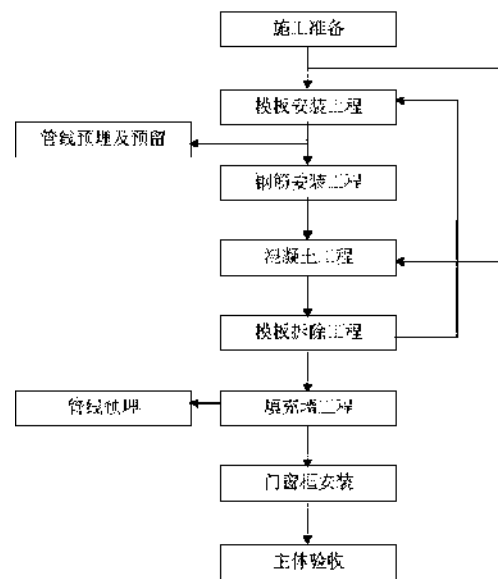 施工准备
模板安装工程
管线预埋及预留
钢筋安装工程
混凝土工程
模板拆除工程
管线预埋
填充墙工程
门窗框安装
主体验收